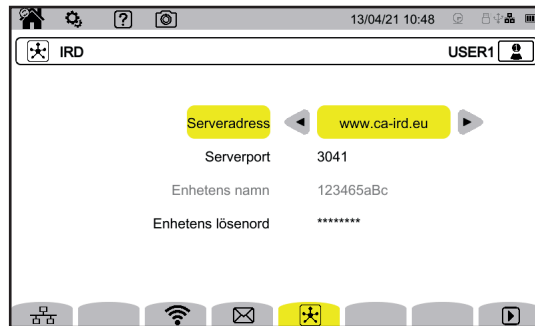 13/04/21 10:48
IRD USER1
Serveradress www.ca-ird.eu
Serverport 3041
Enhetens namn 123465aBc
Enhetens lösenord ********